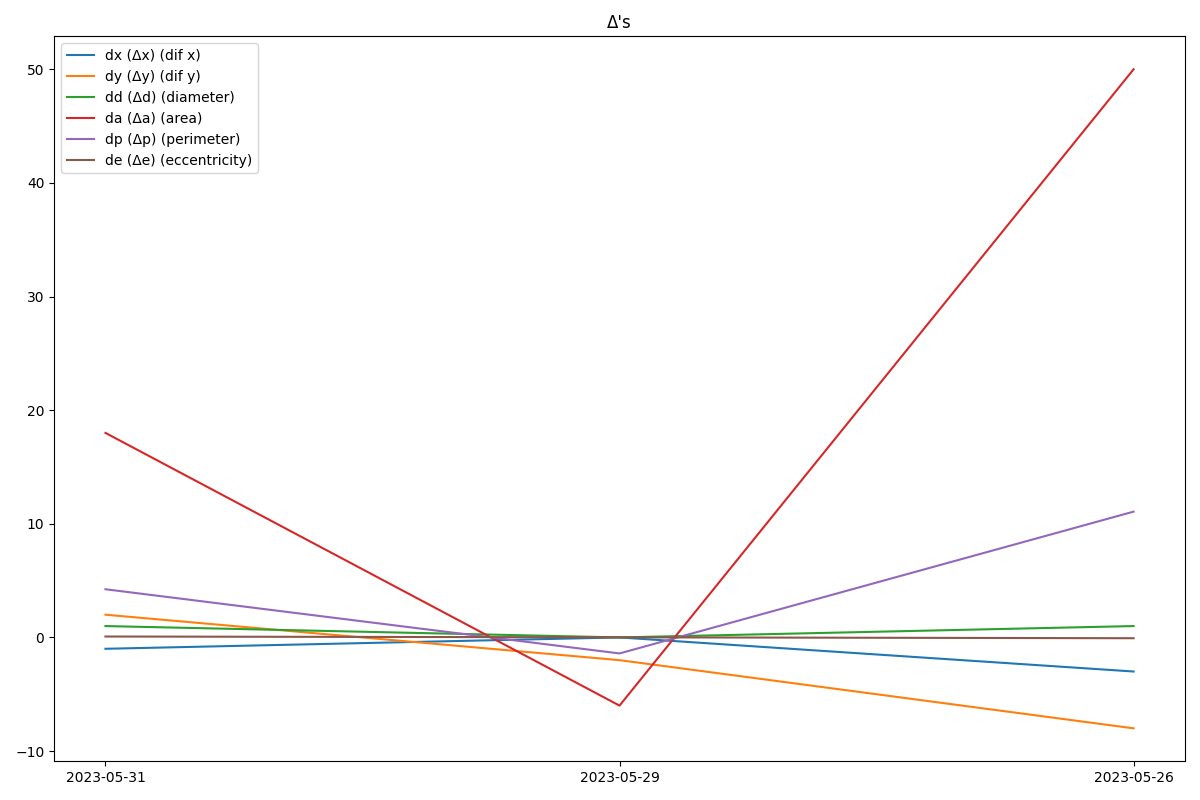 Δ's
dx (Δx) (dif x)
dy (Δy) (dif y)
dd (Δd) (diameter)
da (Δa) (area)
dp (Δp) (perimeter)
de (Δe) (eccentricity)
50
40
30
20
10
0
−10
2023-05-31 2023-05-29 2023-05-26